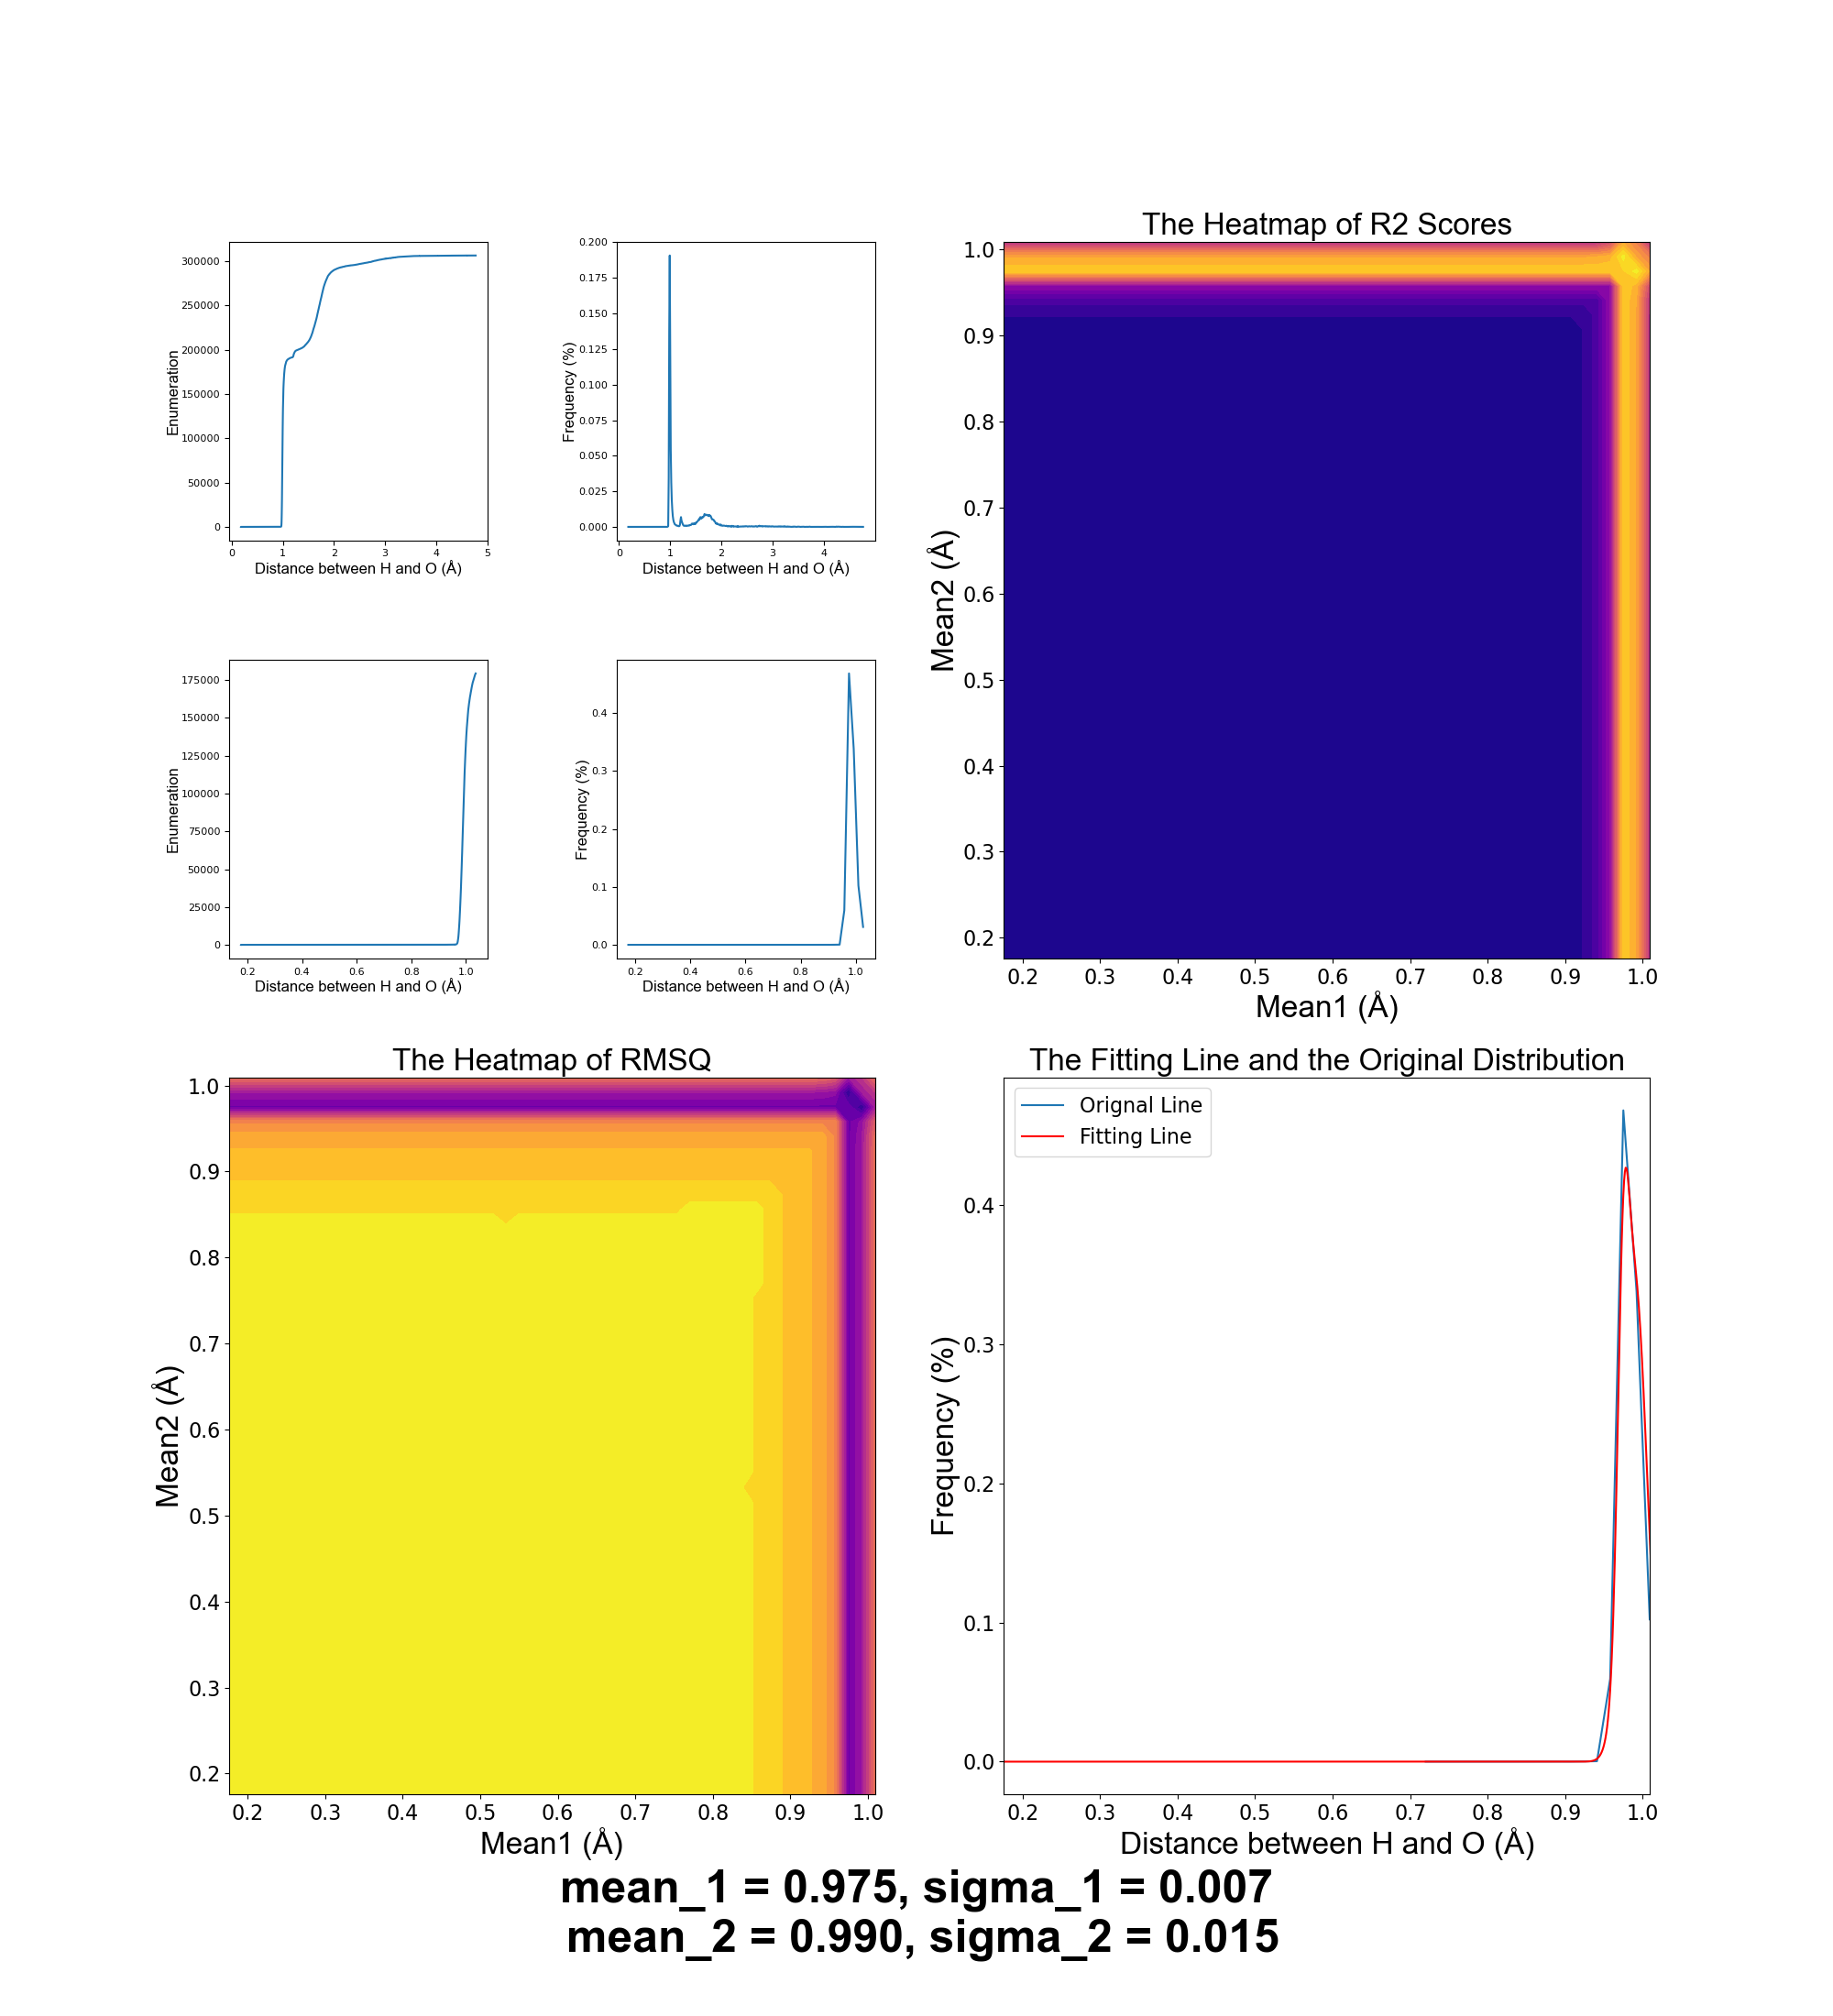 The Heatmap of R2 Scores
300000
250000
200000
150000
100000
50000
0
Enumeration
0 1 2 3 4 5
Distance between H and O (Å)
0.200
0.175
0.150
0.125
0.100
0.075
0.050
0.025
0.000
Frequency (%)
0 1 2 3 4
Distance between H and O (Å)
1.0
0.9
0.8
0.7
0.6
0.5
0.4
0.3
0.2
Mean2 (Å)
0.2 0.3 0.4 0.5 0.6 0.7 0.8 0.9 1.0
Mean1 (Å)
175000
150000
125000
100000
75000
50000
25000
0
Enumeration
0.2 0.4 0.6 0.8 1.0
Distance between H and O (Å)
0.4
0.3
0.2
0.1
0.0
Frequency (%)
0.2 0.4 0.6 0.8 1.0
Distance between H and O (Å)
The Heatmap of RMSQ
1.0
0.9
0.8
0.7
0.6
0.5
0.4
0.3
0.2
Mean2 (Å)
0.2 0.3 0.4 0.5 0.6 0.7 0.8 0.9 1.0
Mean1 (Å)
The Fitting Line and the Original Distribution
Orignal Line
Fitting Line
0.4
0.3
0.2
0.1
0.0
Frequency (%)
0.2 0.3 0.4 0.5 0.6 0.7 0.8 0.9 1.0
Distance between H and O (Å)
mean_1 = 0.975, sigma_1 = 0.007
mean_2 = 0.990, sigma_2 = 0.015